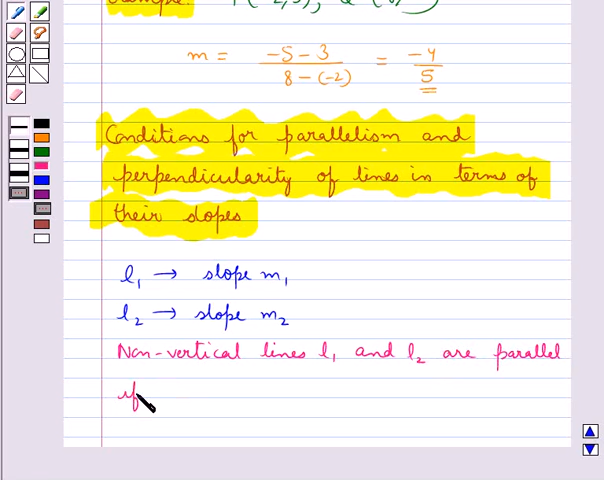 Example:
m = -5 - 3 / 8 - (-2) = -4 / 5
Conditions for parallelism and
perpendicularity of lines in terms of
their slopes
l₁ → slope m₁
l₂ → slope m₂
Non-vertical lines l₁ and l₂ are parallel
if